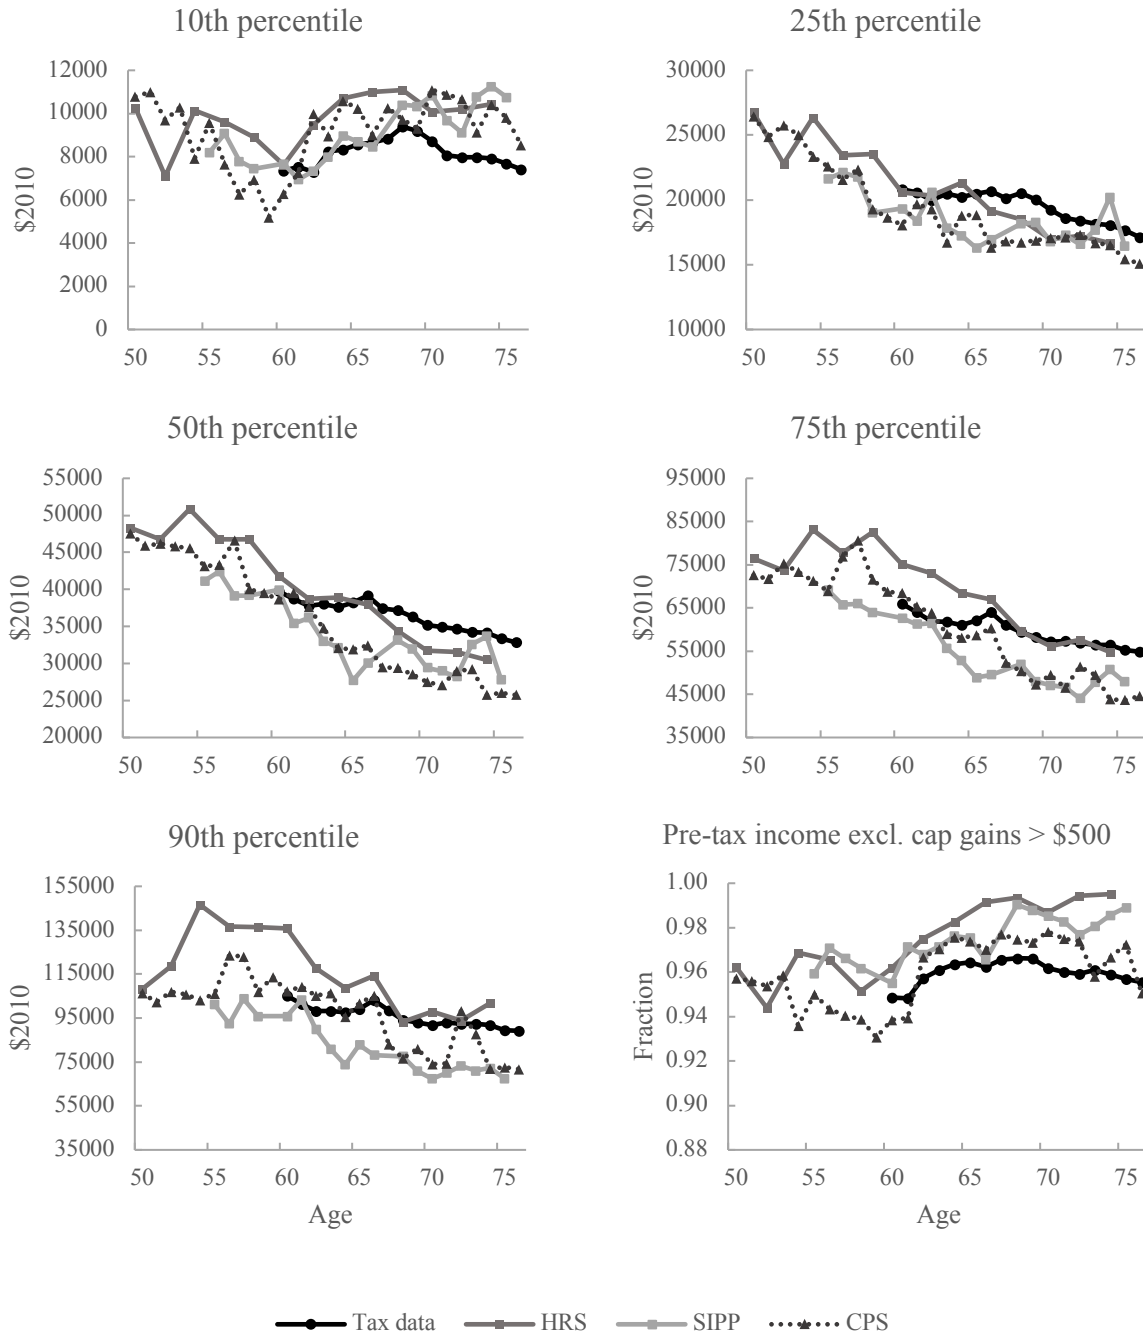 10th percentile
12000
10000
8000
6000
4000
2000
0
$2010
50 55 60 65 70 75
25th percentile
30000
25000
20000
15000
10000
$2010
50 55 60 65 70 75
50th percentile
55000
50000
45000
40000
35000
30000
25000
20000
$2010
50 55 60 65 70 75
75th percentile
95000
85000
75000
65000
55000
45000
35000
$2010
50 55 60 65 70 75
90th percentile
155000
135000
115000
95000
75000
55000
35000
$2010
50 55 60 65 70 75
Age
Pre-tax income excl. cap gains > $500
1.00
0.98
0.96
0.94
0.92
0.90
0.88
Fraction
50 55 60 65 70 75
Age
Tax data HRS SIPP CPS